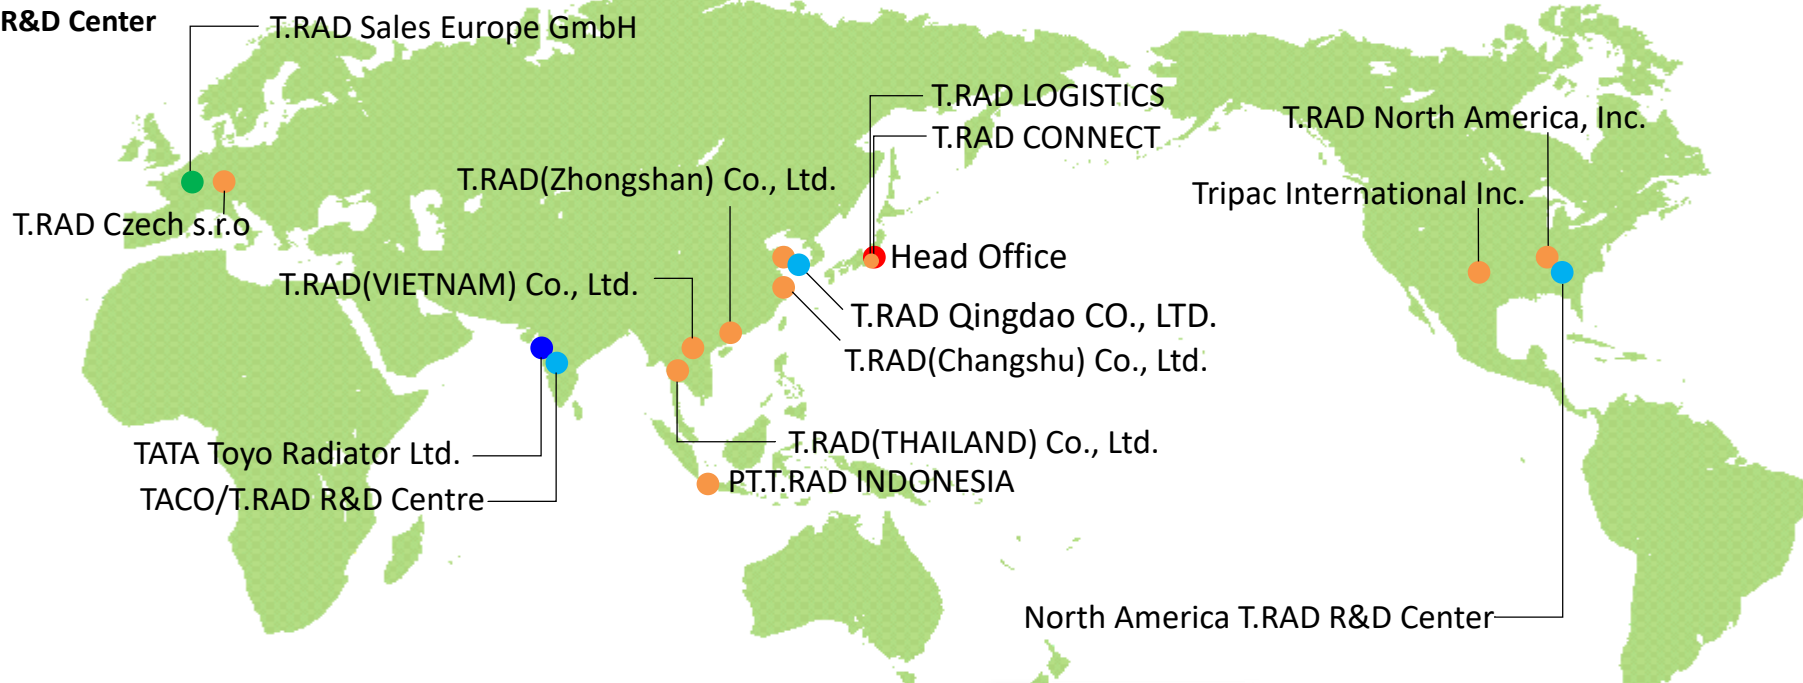 R&D Center
T.RAD Sales Europe GmbH
T.RAD LOGISTICS
T.RAD North America, Inc.
T.RAD CONNECT
T.RAD(Zhongshan) Co., Ltd.
Tripac International Inc.
T.RAD Czech s.r.o
Head Office
T.RAD(VIETNAM) Co., Ltd.
T.RAD Qingdao CO., LTD.
T.RAD(Changshu) Co., Ltd.
T.RAD(THAILAND) Co., Ltd.
TATA Toyo Radiator Ltd.
PT.T.RAD INDONESIA
TACO/T.RAD R&D Centre
North America T.RAD R&D Center